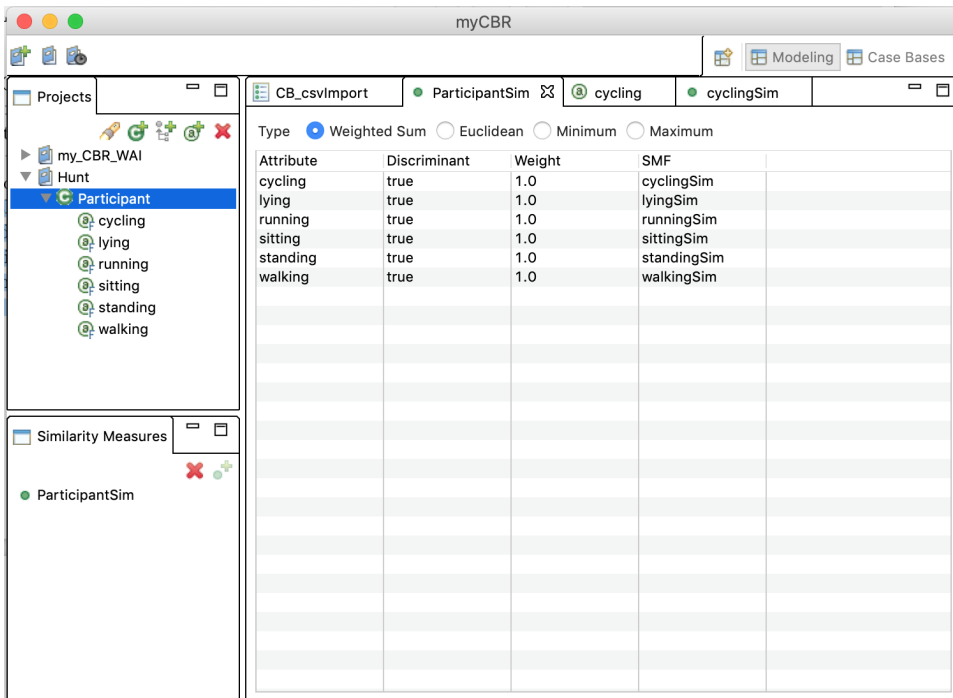 myCBR
Modeling
Case Bases
Projects
my_CBR_WAI
Hunt
Participant
cycling
lying
running
sitting
standing
walking
Similarity Measures
ParticipantSim
CB_csvImport
ParticipantSim
cycling
cyclingSim
Type Weighted Sum Euclidean Minimum Maximum
Attribute Discriminant Weight SMF
cycling true 1.0 cyclingSim
lying true 1.0 lyingSim
running true 1.0 runningSim
sitting true 1.0 sittingSim
standing true 1.0 standingSim
walking true 1.0 walkingSim